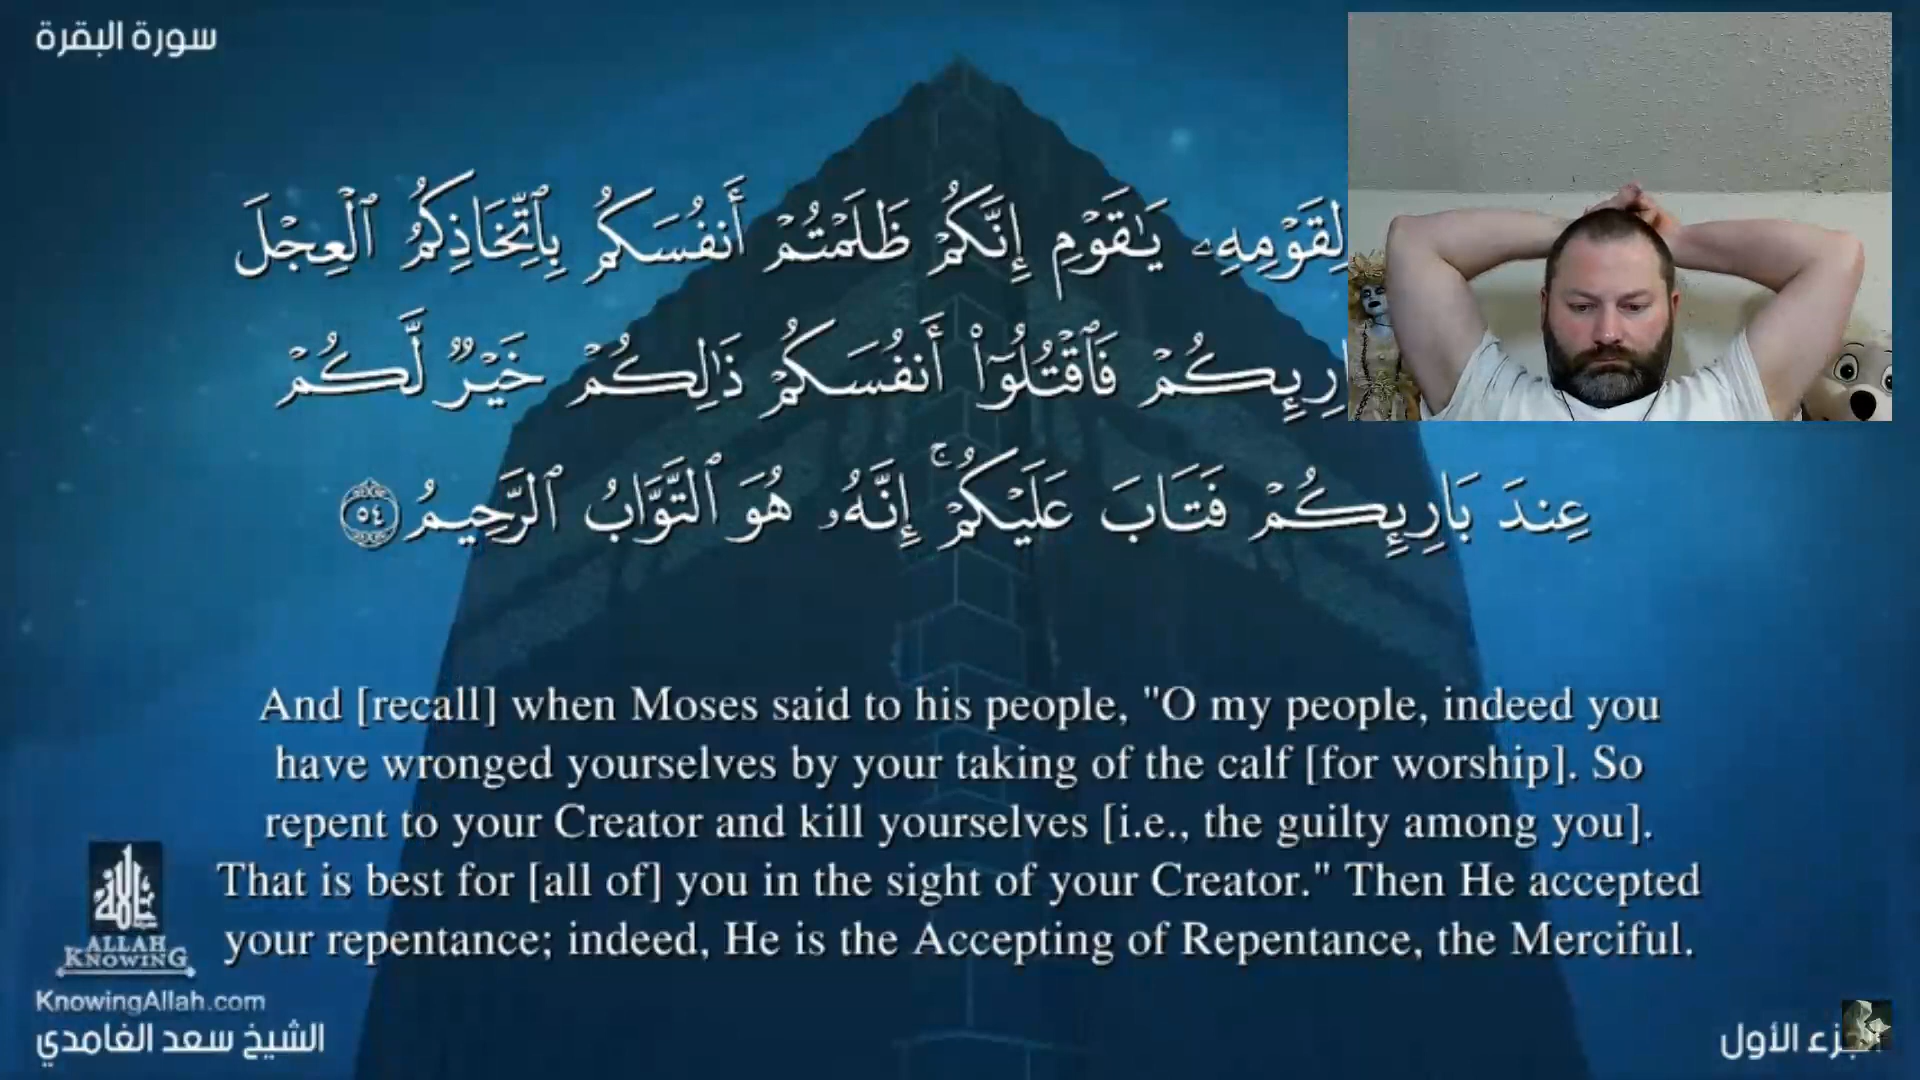 سورة البقرة
لِقَوْمِهِۦ يَٰقَوْمِ إِنَّكُمْ ظَلَمْتُمْ أَنفُسَكُم بِٱتِّخَاذِكُمُ ٱلْعِجْلَ
فَٱقْتُلُوٓا۟ أَنفُسَكُمْ ذَٰلِكُمْ خَيْرٌ لَّكُمْ
عِندَ بَارِئِكُمْ فَتَابَ عَلَيْكُمْ ۚ إِنَّهُۥ هُوَ ٱلتَّوَّابُ ٱلرَّحِيمُ ٥٤
And [recall] when Moses said to his people, "O my people, indeed you
have wronged yourselves by your taking of the calf [for worship]. So
repent to your Creator and kill yourselves [i.e., the guilty among you].
That is best for [all of] you in the sight of your Creator." Then He accepted
your repentance; indeed, He is the Accepting of Repentance, the Merciful.
ALLAH
KNOWING
KnowingAllah.com
الشيخ سعد الغامدي
الأول